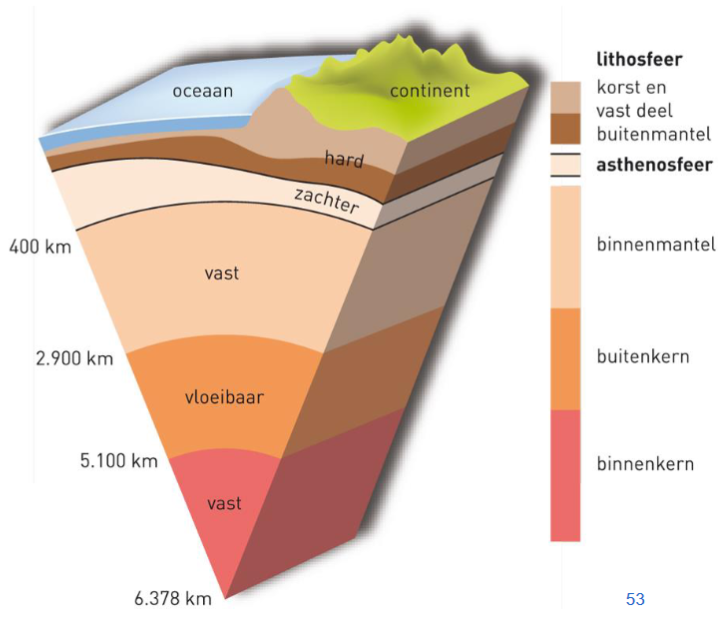 oceaan
continent
hard
zachter
400 km
vast
2.900 km
vloeibaar
5.100 km
vast
6.378 km
lithosfeer
korst en
vast deel
buitenmantel
asthenosfeer
binnenmantel
buitenkern
binnenkern
53